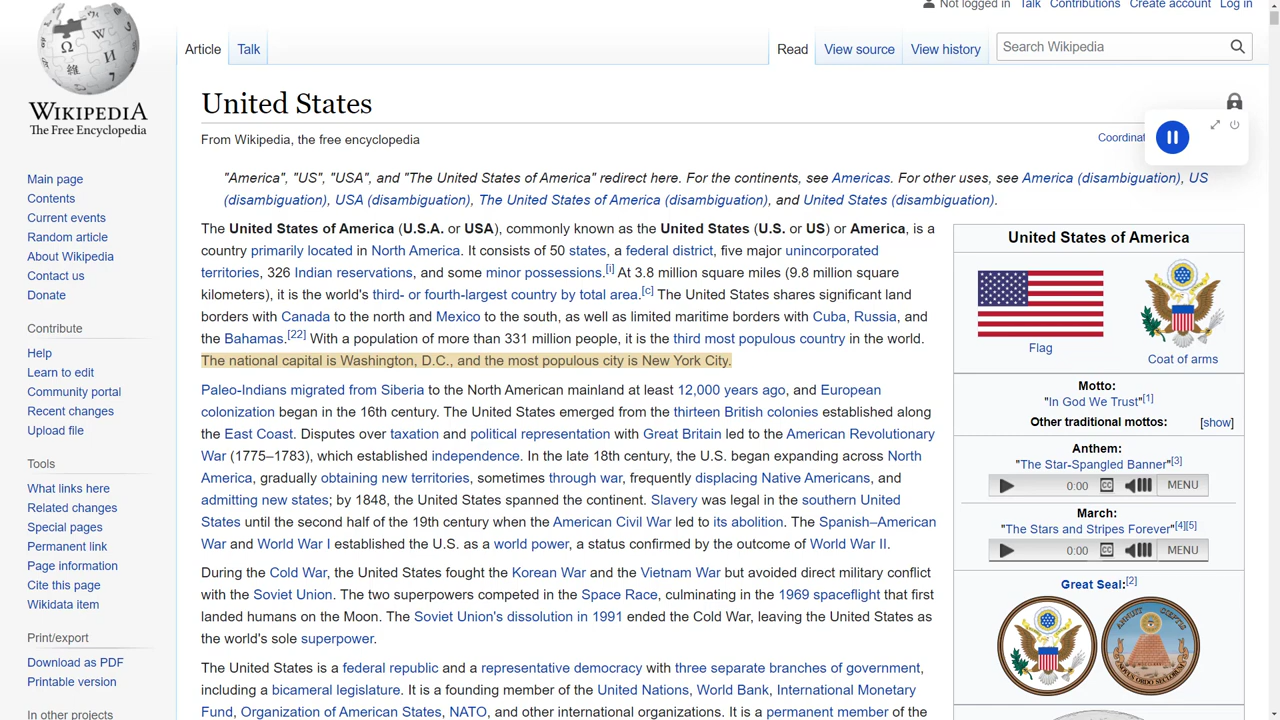 Not logged in Talk Contributions Create account Log in
Article Talk Read View source View history Search Wikipedia
WIKIPEDIA
The Free Encyclopedia
Main page
Contents
Current events
Random article
About Wikipedia
Contact us
Donate
Contribute
Help
Learn to edit
Community portal
Recent changes
Upload file
Tools
What links here
Related changes
Special pages
Permanent link
Page information
Cite this page
Wikidata item
Print/export
Download as PDF
Printable version
In other projects
United States
From Wikipedia, the free encyclopedia
"America", "US", "USA", and "The United States of America" redirect here. For the continents, see Americas. For other uses, see America (disambiguation), US
(disambiguation), USA (disambiguation), The United States of America (disambiguation), and United States (disambiguation).
The United States of America (U.S.A. or USA), commonly known as the United States (U.S. or US) or America, is a
country primarily located in North America. It consists of 50 states, a federal district, five major unincorporated
territories, 326 Indian reservations, and some minor possessions.[i] At 3.8 million square miles (9.8 million square
kilometers), it is the world's third- or fourth-largest country by total area.[c] The United States shares significant land
borders with Canada to the north and Mexico to the south, as well as limited maritime borders with Cuba, Russia, and
the Bahamas.[22] With a population of more than 331 million people, it is the third most populous country in the world.
The national capital is Washington, D.C., and the most populous city is New York City.
Paleo-Indians migrated from Siberia to the North American mainland at least 12,000 years ago, and European
colonization began in the 16th century. The United States emerged from the thirteen British colonies established along
the East Coast. Disputes over taxation and political representation with Great Britain led to the American Revolutionary
War (1775–1783), which established independence. In the late 18th century, the U.S. began expanding across North
America, gradually obtaining new territories, sometimes through war, frequently displacing Native Americans, and
admitting new states; by 1848, the United States spanned the continent. Slavery was legal in the southern United
States until the second half of the 19th century when the American Civil War led to its abolition. The Spanish–American
War and World War I established the U.S. as a world power, a status confirmed by the outcome of World War II.
During the Cold War, the United States fought the Korean War and the Vietnam War but avoided direct military conflict
with the Soviet Union. The two superpowers competed in the Space Race, culminating in the 1969 spaceflight that first
landed humans on the Moon. The Soviet Union's dissolution in 1991 ended the Cold War, leaving the United States as
the world's sole superpower.
The United States is a federal republic and a representative democracy with three separate branches of government,
including a bicameral legislature. It is a founding member of the United Nations, World Bank, International Monetary
Fund, Organization of American States, NATO, and other international organizations. It is a permanent member of the
United States of America
Flag
Coat of arms
Motto:
"In God We Trust"[1]
Other traditional mottos: [show]
Anthem:
"The Star-Spangled Banner"[3]
0:00 CC MENU
March:
"The Stars and Stripes Forever"[4][5]
0:00 CC MENU
Great Seal:[2]